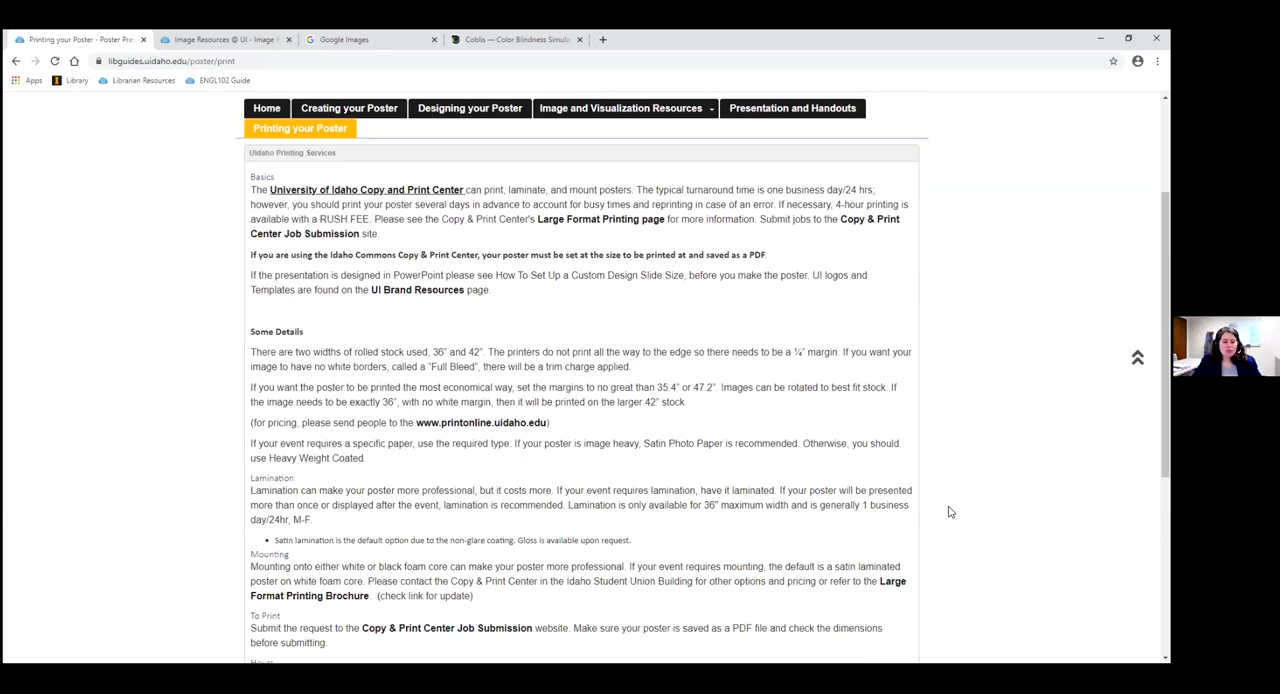 Printing your Poster - Poster Pre
Image Resources @ UI - Image
Google Images
Coblis — Color Blindness Simul
libguides.uidaho.edu/poster/print
Apps
Library
Librarian Resources
ENGL102 Guide
Home
Creating your Poster
Designing your Poster
Image and Visualization Resources
Presentation and Handouts
Printing your Poster
UIdaho Printing Services
Basics
The University of Idaho Copy and Print Center can print, laminate, and mount posters. The typical turnaround time is one business day/24 hrs;
however, you should print your poster several days in advance to account for busy times and reprinting in case of an error. If necessary, 4-hour printing is
available with a RUSH FEE. Please see the Copy & Print Center's Large Format Printing page for more information. Submit jobs to the Copy & Print
Center Job Submission site.
If you are using the Idaho Commons Copy & Print Center, your poster must be set at the size to be printed at and saved as a PDF.
If the presentation is designed in PowerPoint please see How To Set Up a Custom Design Slide Size, before you make the poster. UI logos and
Templates are found on the UI Brand Resources page.
Some Details
There are two widths of rolled stock used, 36” and 42”. The printers do not print all the way to the edge so there needs to be a ¼” margin. If you want your
image to have no white borders, called a “Full Bleed”, there will be a trim charge applied.
If you want the poster to be printed the most economical way, set the margins to no great than 35.4” or 47.2”. Images can be rotated to best fit stock. If
the image needs to be exactly 36”, with no white margin, then it will be printed on the larger 42” stock.
(for pricing, please send people to the www.printonline.uidaho.edu)
If your event requires a specific paper, use the required type. If your poster is image heavy, Satin Photo Paper is recommended. Otherwise, you should
use Heavy Weight Coated.
Lamination
Lamination can make your poster more professional, but it costs more. If your event requires lamination, have it laminated. If your poster will be presented
more than once or displayed after the event, lamination is recommended. Lamination is only available for 36" maximum width and is generally 1 business
day/24hr, M-F.
• Satin lamination is the default option due to the non-glare coating. Gloss is available upon request.
Mounting
Mounting onto either white or black foam core can make your poster more professional. If your event requires mounting, the default is a satin laminated
poster on white foam core. Please contact the Copy & Print Center in the Idaho Student Union Building for other options and pricing or refer to the Large
Format Printing Brochure. (check link for update)
To Print
Submit the request to the Copy & Print Center Job Submission website. Make sure your poster is saved as a PDF file and check the dimensions
before submitting.
Hours